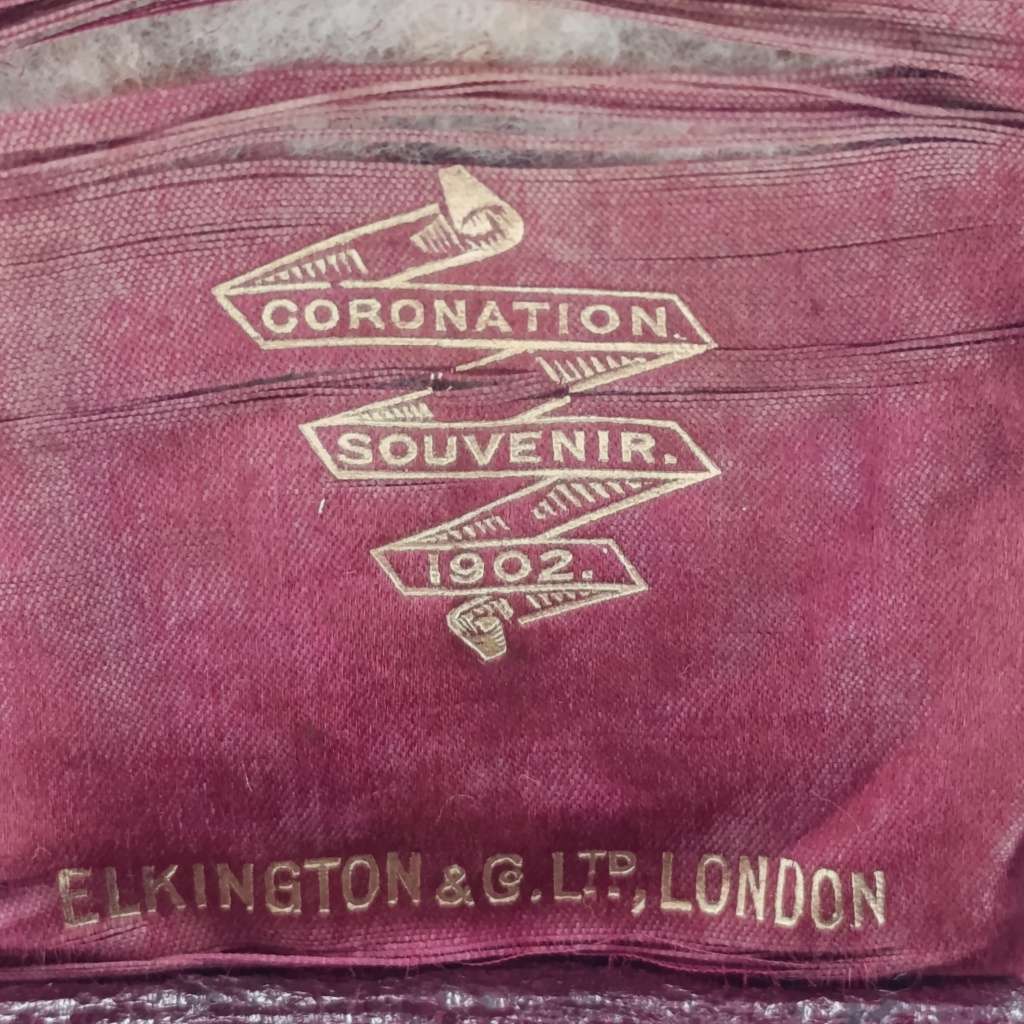 CORONATION.
SOUVENIR.
1902.
ELKINGTON & Co. LTD, LONDON